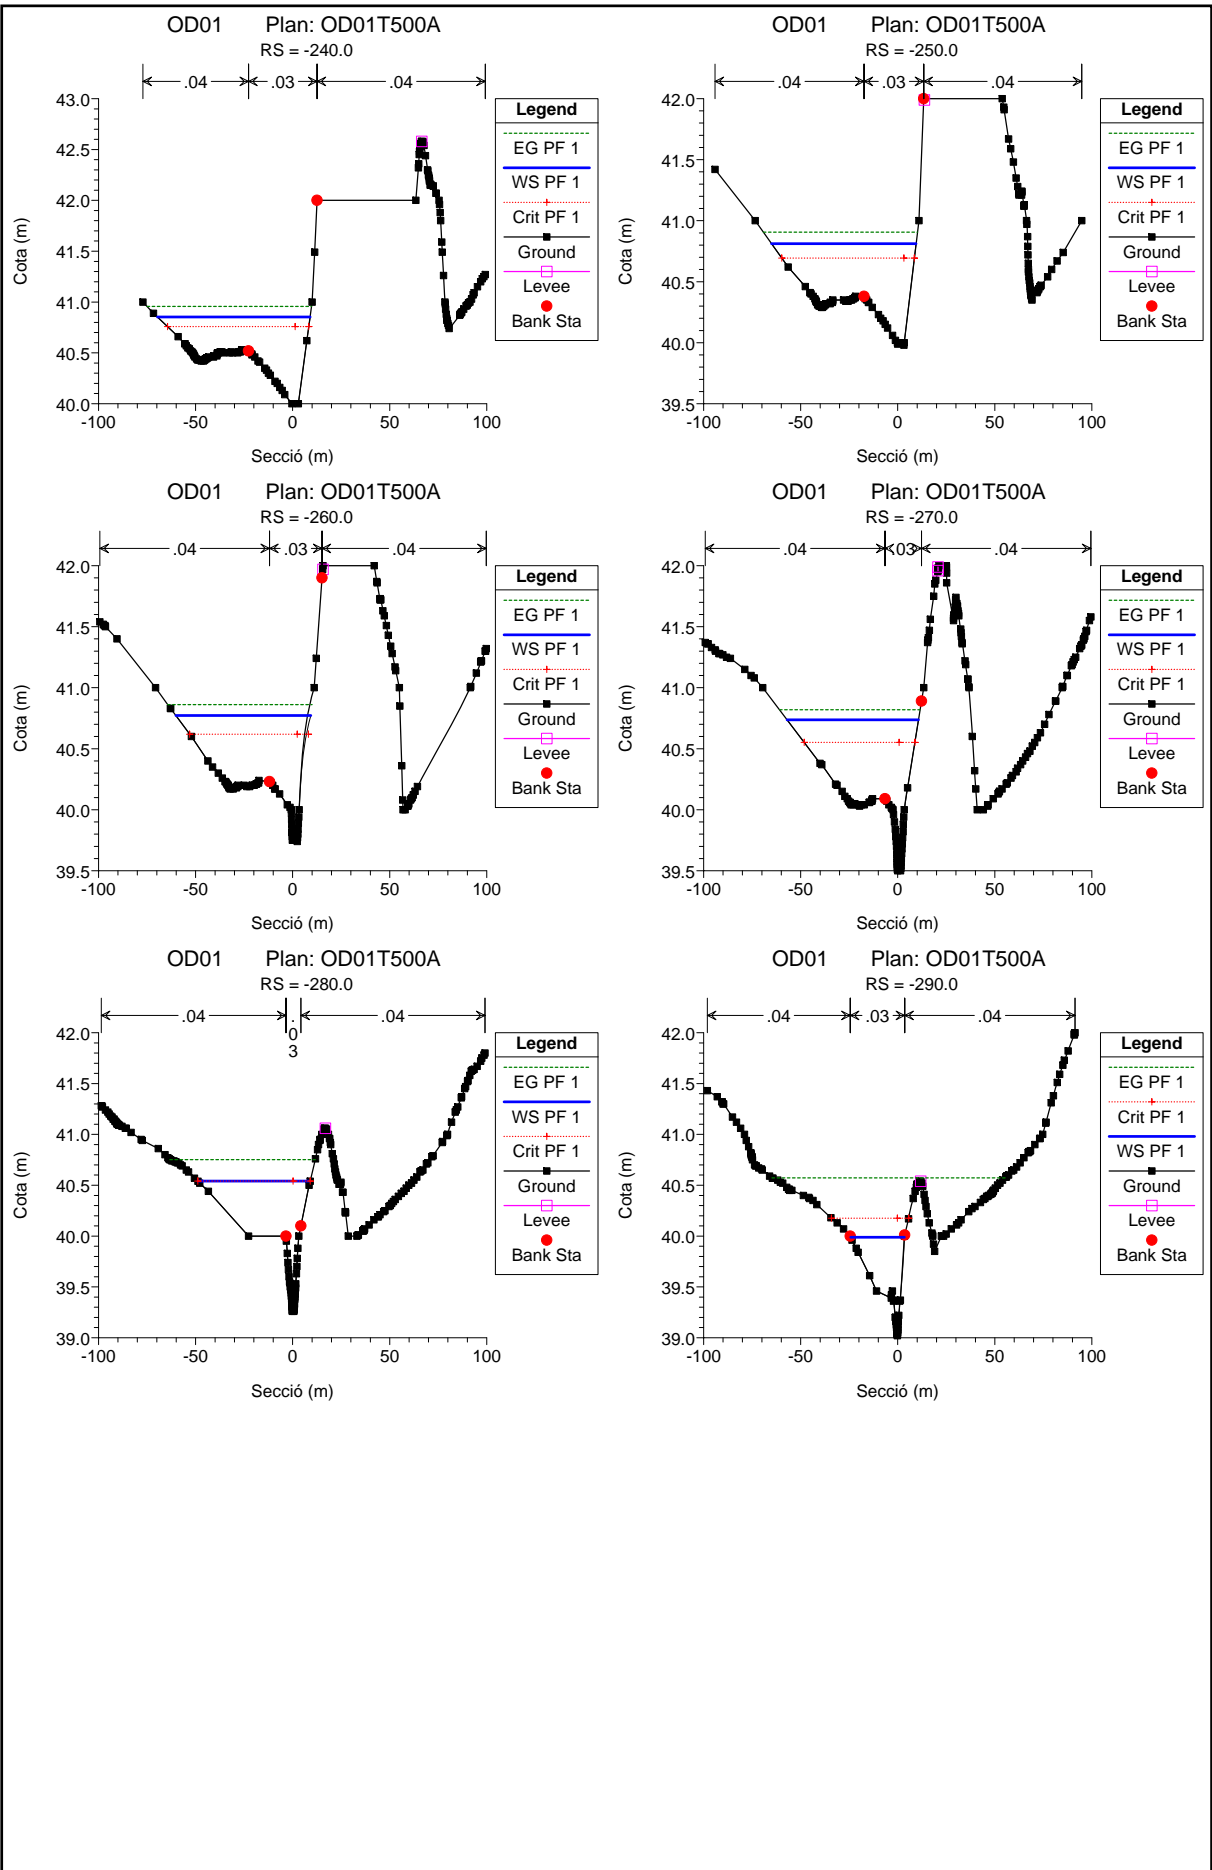 OD01 Plan: OD01T500A
RS = -240.0
.04 .03 .04
43.0
42.5
42.0
41.5
41.0
40.5
40.0
-100 -50 0 50 100
Cota (m)
Secció (m)
Legend
EG PF 1
WS PF 1
Crit PF 1
Ground
Levee
Bank Sta
OD01 Plan: OD01T500A
RS = -250.0
.04 .03 .04
42.0
41.5
41.0
40.5
40.0
39.5
-100 -50 0 50 100
Cota (m)
Secció (m)
Legend
EG PF 1
WS PF 1
Crit PF 1
Ground
Levee
Bank Sta
OD01 Plan: OD01T500A
RS = -260.0
.04 .03 .04
42.0
41.5
41.0
40.5
40.0
39.5
-100 -50 0 50 100
Cota (m)
Secció (m)
Legend
EG PF 1
WS PF 1
Crit PF 1
Ground
Levee
Bank Sta
OD01 Plan: OD01T500A
RS = -270.0
.04 .03 .04
42.0
41.5
41.0
40.5
40.0
39.5
-100 -50 0 50 100
Cota (m)
Secció (m)
Legend
EG PF 1
WS PF 1
Crit PF 1
Ground
Levee
Bank Sta
OD01 Plan: OD01T500A
RS = -280.0
.04 .03 .04
42.0
41.5
41.0
40.5
40.0
39.5
39.0
-100 -50 0 50 100
Cota (m)
Secció (m)
Legend
EG PF 1
WS PF 1
Crit PF 1
Ground
Levee
Bank Sta
OD01 Plan: OD01T500A
RS = -290.0
.04 .03 .04
42.0
41.5
41.0
40.5
40.0
39.5
39.0
-100 -50 0 50 100
Cota (m)
Secció (m)
Legend
EG PF 1
Crit PF 1
WS PF 1
Ground
Levee
Bank Sta